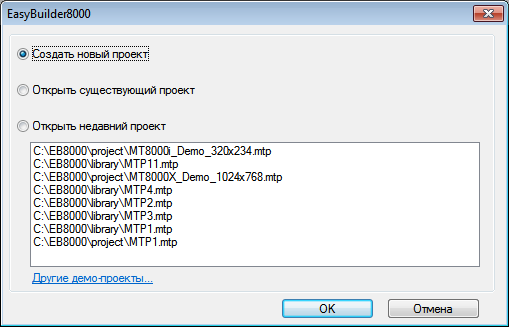 EasyBuilder8000
Создать новый проект
Открыть существующий проект
Открыть недавний проект
C:\EB8000\project\MT8000i_Demo_320x234.mtp
C:\EB8000\library\MTP11.mtp
C:\EB8000\project\MT8000X_Demo_1024x768.mtp
C:\EB8000\library\MTP4.mtp
C:\EB8000\library\MTP2.mtp
C:\EB8000\library\MTP3.mtp
C:\EB8000\library\MTP1.mtp
C:\EB8000\project\MTP1.mtp
Другие демо-проекты...
OK
Отмена